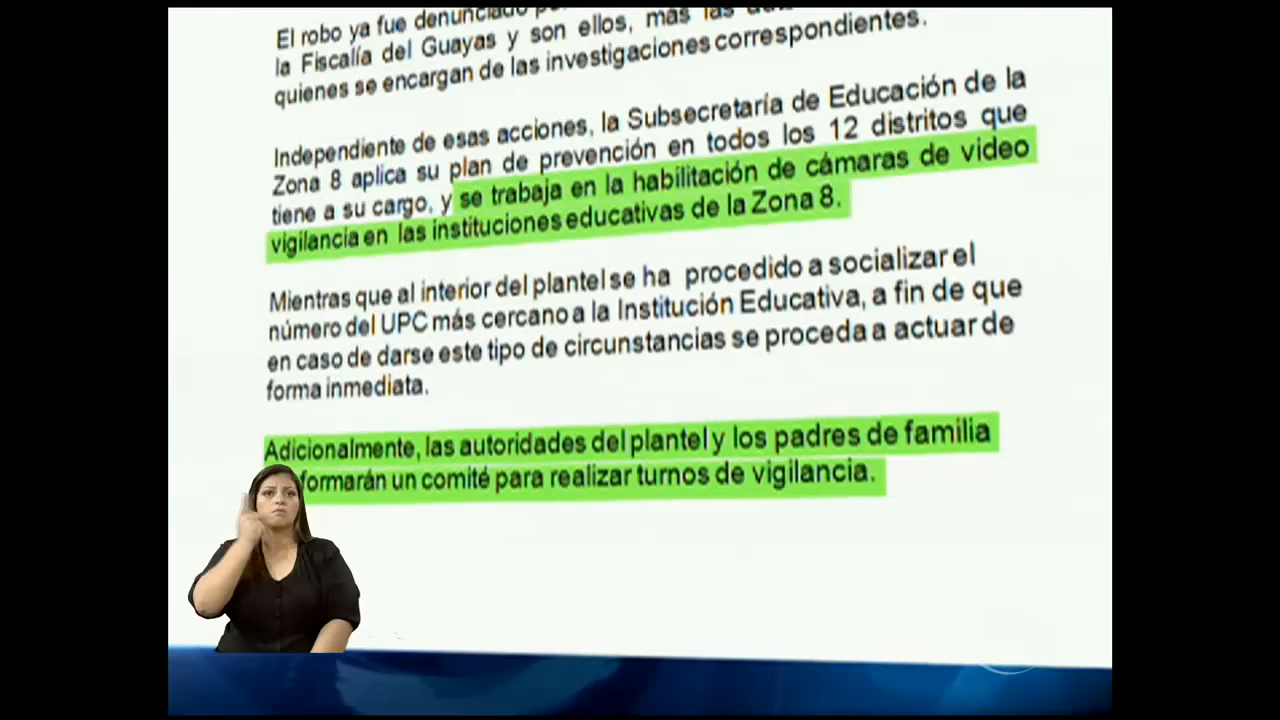 El robo ya fue denunciado
la Fiscalía del Guayas y son ellos, más las
quienes se encargan de las investigaciones correspondientes.
Independiente de esas acciones, la Subsecretaría de Educación de la
Zona 8 aplica su plan de prevención en todos los 12 distritos que
tiene a su cargo, y se trabaja en la habilitación de cámaras de video
vigilancia en las instituciones educativas de la Zona 8.
Mientras que al interior del plantel se ha procedido a socializar el
número del UPC más cercano a la Institución Educativa, a fin de que
en caso de darse este tipo de circunstancias se proceda a actuar de
forma inmediata.
Adicionalmente, las autoridades del plantel y los padres de familia
formarán un comité para realizar turnos de vigilancia.